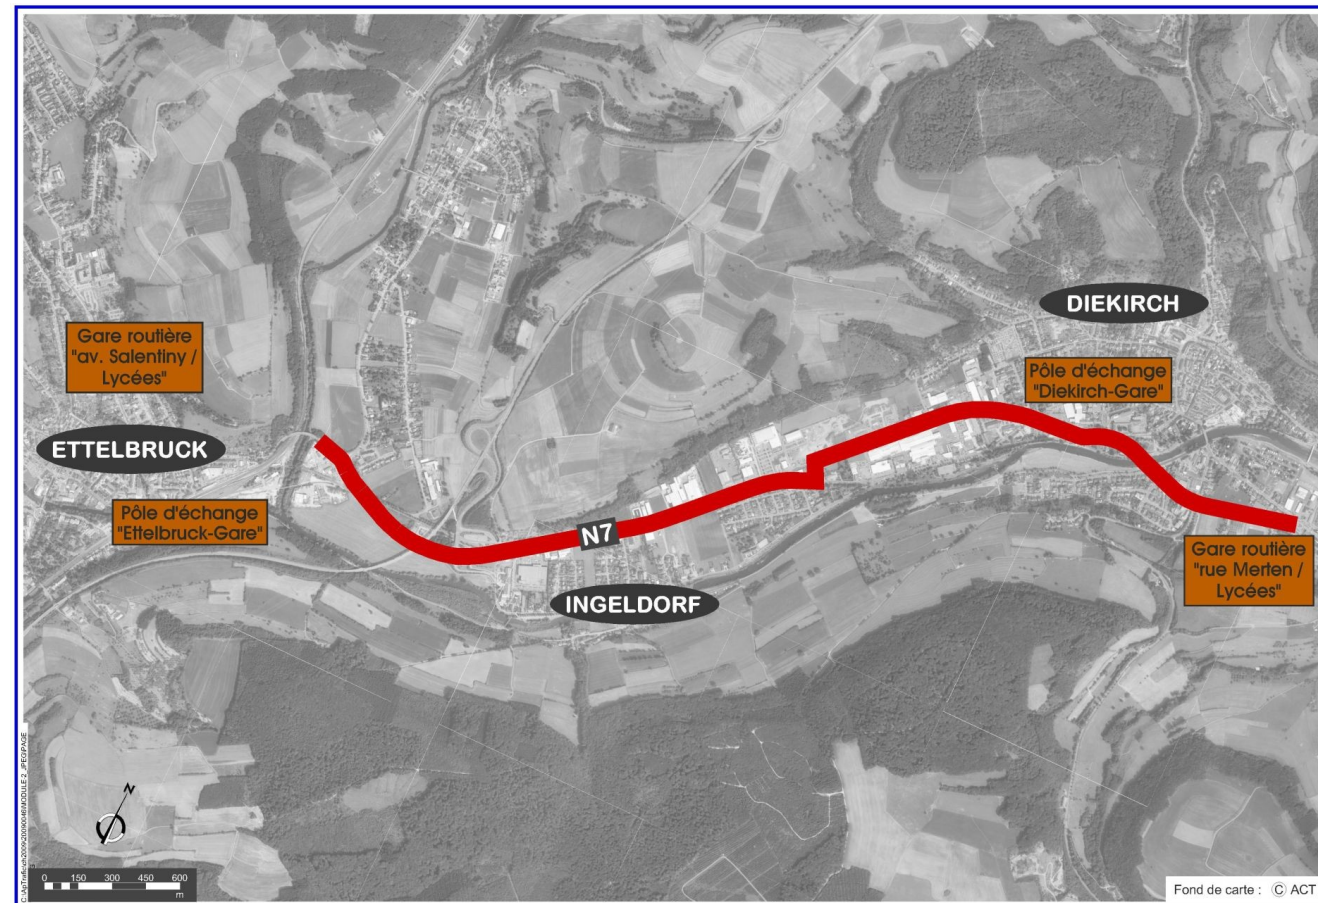 DIEKIRCH
Gare routière
"av. Salentiny /
Lycées"
Pôle d'échange
"Diekirch-Gare"
ETTELBRUCK
Pôle d'échange
"Ettelbruck-Gare"
N7
Gare routière
"rue Merten /
Lycées"
INGELDORF
N
0 150 300 450 600
m
Fond de carte : © ACT